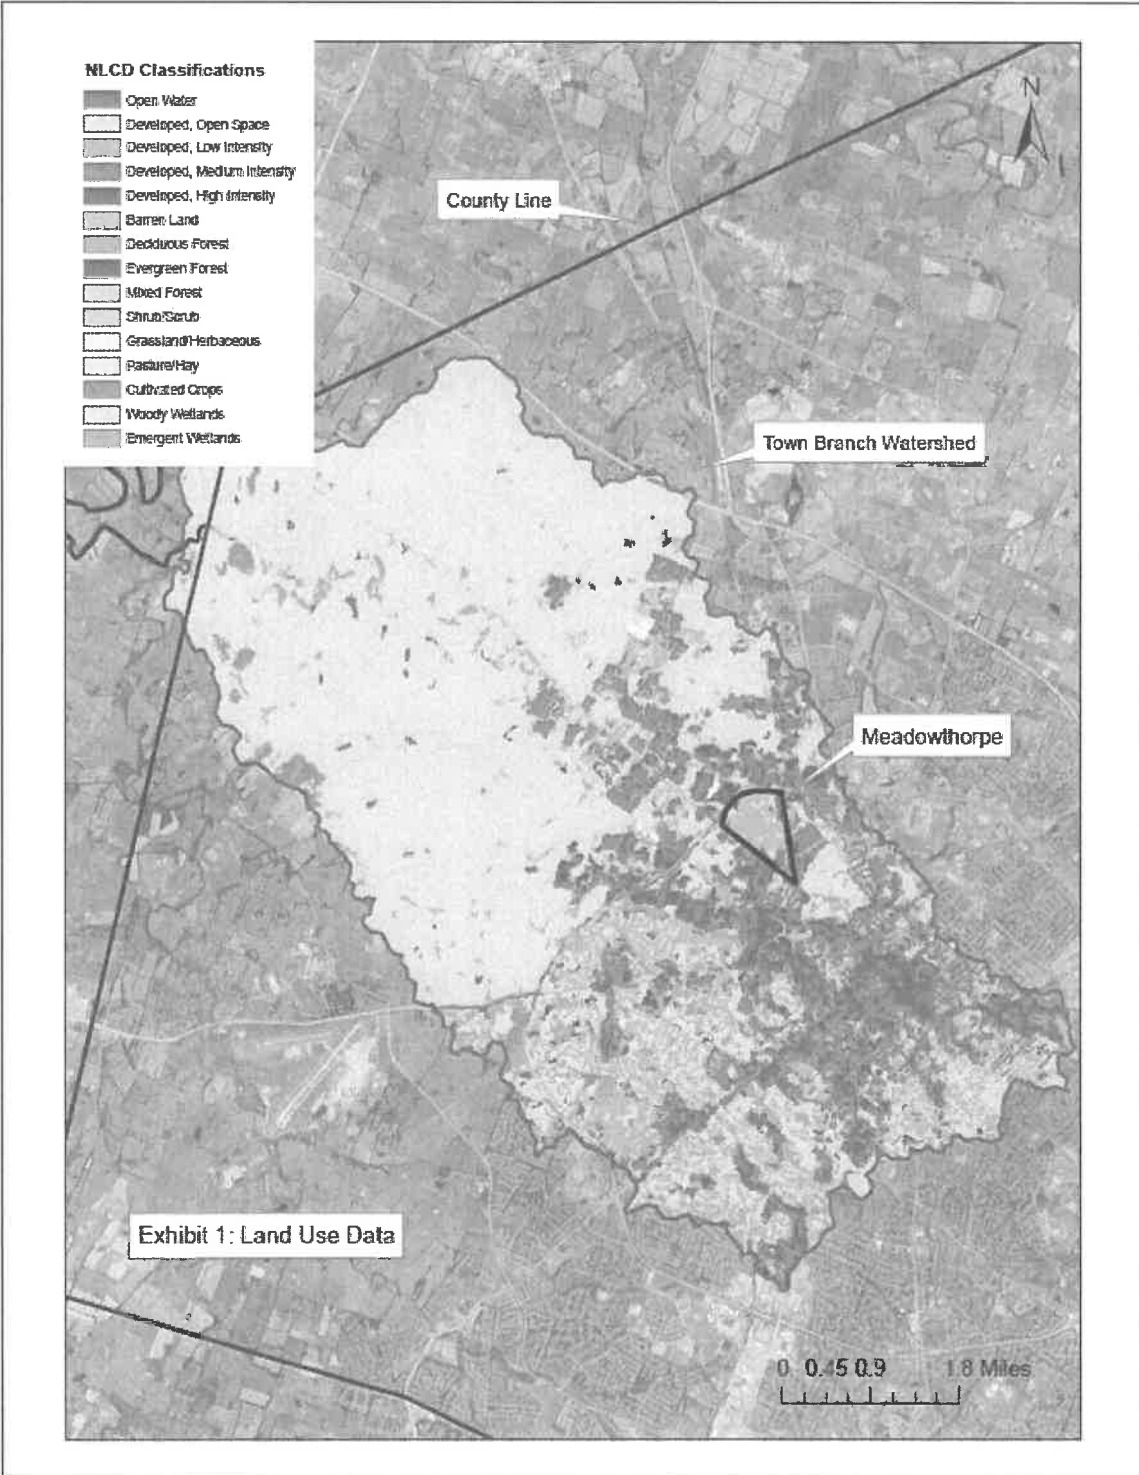 NLCD Classifications
Open Water
Developed, Open Space
Developed, Low Intensity
Developed, Medium Intensity
Developed, High Intensity
Barren Land
Deciduous Forest
Evergreen Forest
Mixed Forest
Shrub/Scrub
Grassland/Herbaceous
Pasture/Hay
Cultivated Crops
Woody Wetlands
Emergent Wetlands
N
County Line
Town Branch Watershed
Meadowthorpe
Exhibit 1: Land Use Data
0 0.45 0.9 1.8 Miles